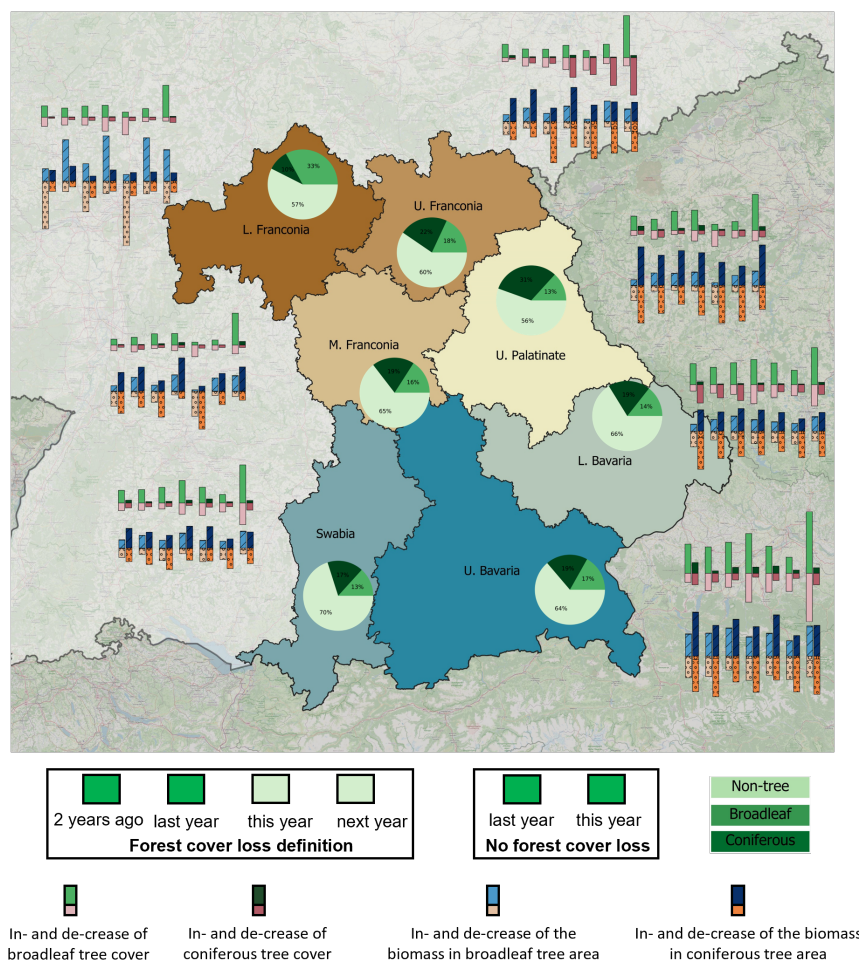 33%
57%
L. Franconia
U. Franconia
18%
60%
13%
56%
M. Franconia
U. Palatinate
16%
65%
14%
66%
L. Bavaria
Swabia
13%
70%
U. Bavaria
17%
64%
2 years ago last year this year next year
Forest cover loss definition
last year this year
No forest cover loss
Non-tree
Broadleaf
Coniferous
In- and de-crease of
broadleaf tree cover
In- and de-crease of
coniferous tree cover
In- and de-crease of the
biomass in broadleaf tree area
In- and de-crease of the biomass
in coniferous tree area